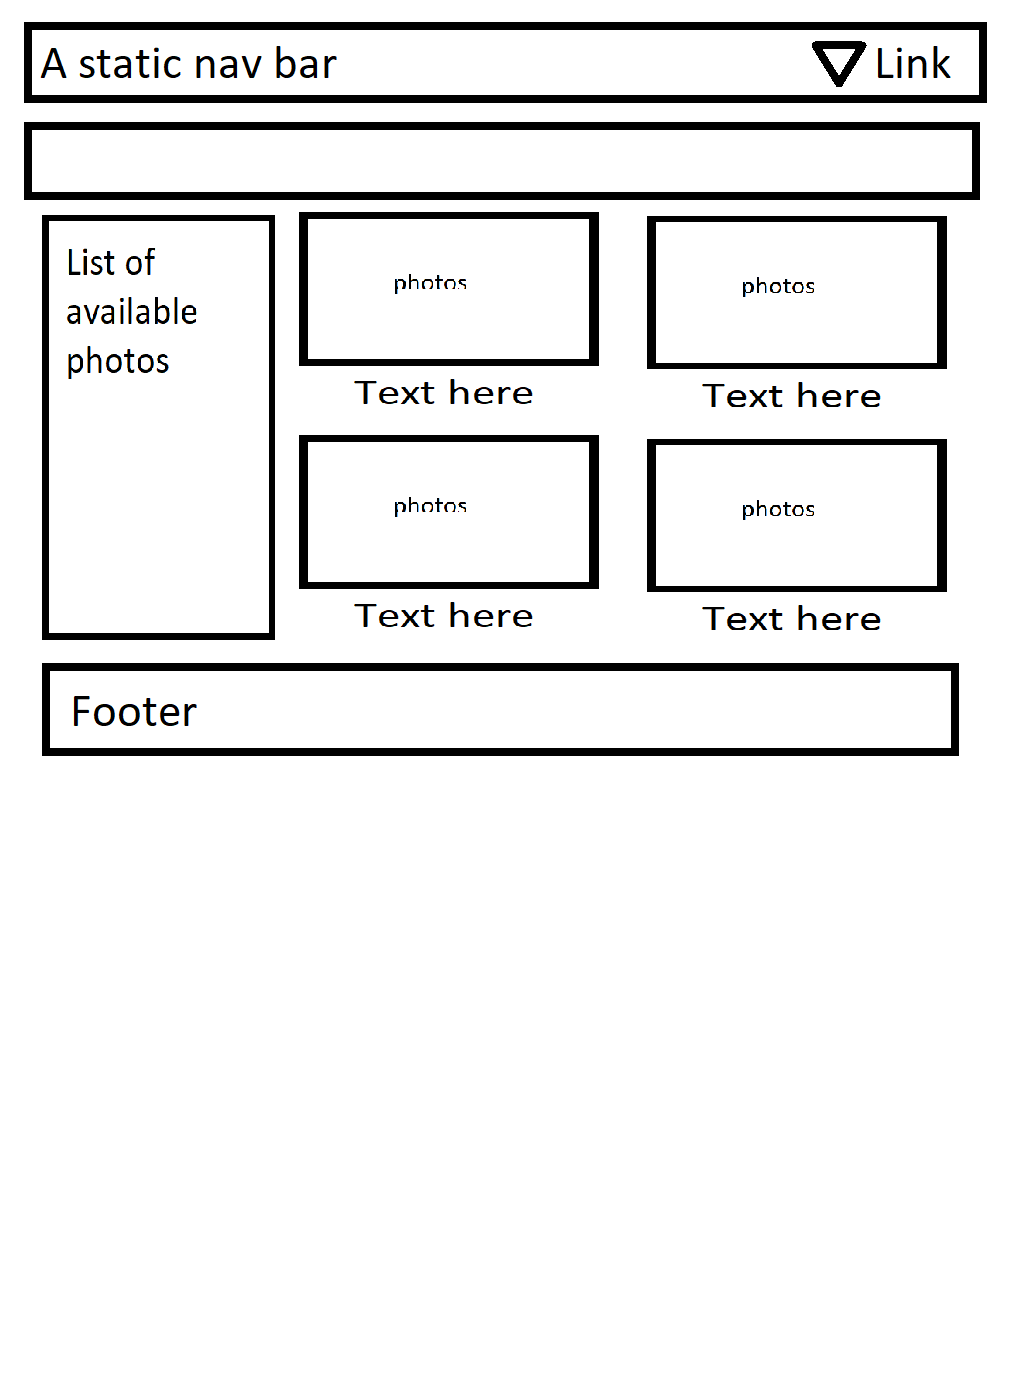 A static nav bar
Link
List of
available
photos
photos
photos
Text here
Text here
photos
photos
Text here
Text here
Footer